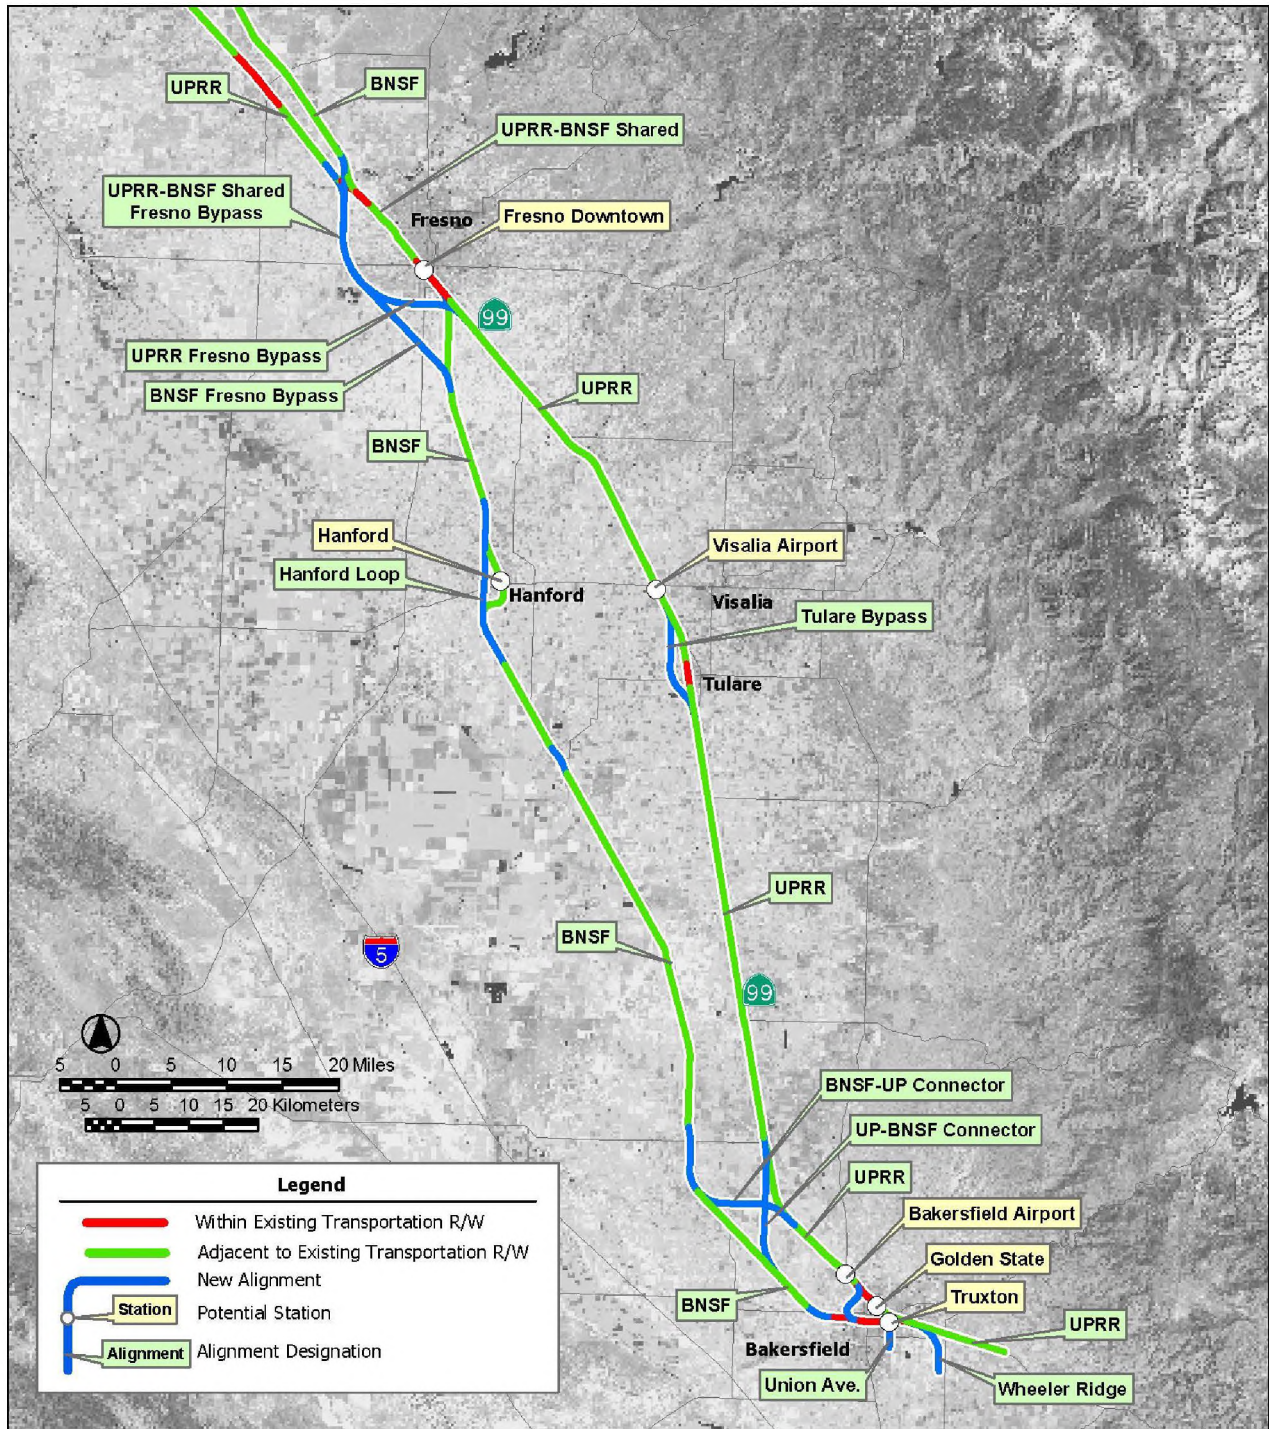 BNSF
UPRR
UPRR-BNSF Shared
UPRR-BNSF Shared
Fresno Bypass
Fresno
Fresno Downtown
99
UPRR Fresno Bypass
BNSF Fresno Bypass
UPRR
BNSF
Hanford
Visalia Airport
Hanford Loop
Hanford
Visalia
Tulare Bypass
Tulare
UPRR
BNSF
5
99
5 0 5 10 15 20 Miles
5 0 5 10 15 20 Kilometers
BNSF-UP Connector
UP-BNSF Connector
UPRR
Bakersfield Airport
Golden State
Truxton
BNSF
UPRR
Bakersfield
Union Ave.
Wheeler Ridge
Legend
Within Existing Transportation R/W
Adjacent to Existing Transportation R/W
New Alignment
Station Potential Station
Alignment Alignment Designation